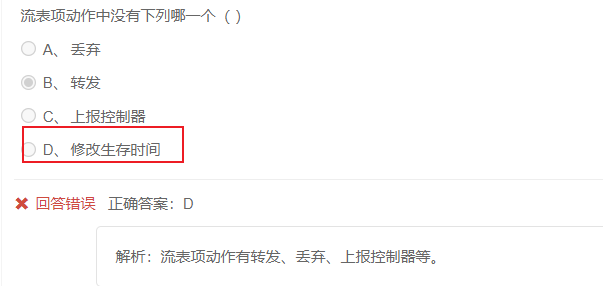 流表项动作中没有下列哪一个（ ）
A、 丢弃
B、 转发
C、 上报控制器
D、 修改生存时间
✖ 回答错误 正确答案：D
解析：流表项动作有转发、丢弃、上报控制器等。